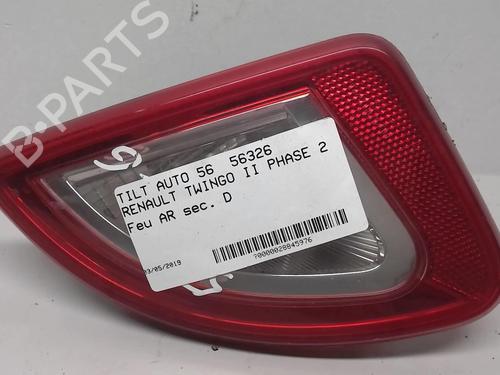 B-PARTS
TILT AUTO 56 56326
RENAULT TWINGO II PHASE 2
Feu AR sec. D
03/05/2019
70000028845976